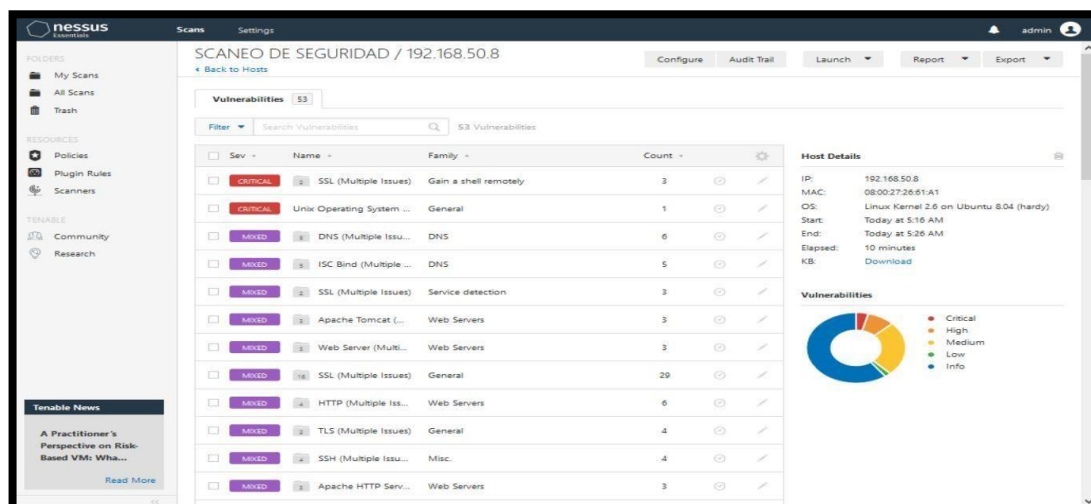 nessus
Essentials
Scans
Settings
admin
FOLDERS
My Scans
All Scans
Trash
RESOURCES
Policies
Plugin Rules
Scanners
TENABLE
Community
Research
Tenable News
A Practitioner's
Perspective on Risk-
Based VM: Wha...
Read More
SCANEO DE SEGURIDAD / 192.168.50.8
Back to Hosts
Configure
Audit Trail
Launch
Report
Export
Vulnerabilities 53
Filter
Search Vulnerabilities
53 Vulnerabilities
Sev Name Family Count
CRITICAL 2 SSL (Multiple Issues) Gain a shell remotely 3
CRITICAL Unix Operating System ... General 1
MIXED DNS (Multiple Issu... DNS 6
MIXED 5 ISC Bind (Multiple ... DNS 5
MIXED 2 SSL (Multiple Issues) Service detection 3
MIXED Apache Tomcat (... Web Servers 3
MIXED Web Server (Multi... Web Servers 3
MIXED 16 SSL (Multiple Issues) General 29
MIXED 4 HTTP (Multiple Iss... Web Servers 6
MIXED 2 TLS (Multiple Issues) General 4
MIXED 4 SSH (Multiple Issu... Misc. 4
MIXED 2 Apache HTTP Serv... Web Servers 3
Host Details
IP: 192.168.50.8
MAC: 08:00:27:26:61:A1
OS: Linux Kernel 2.6 on Ubuntu 8.04 (hardy)
Start: Today at 5:16 AM
End: Today at 5:26 AM
Elapsed: 10 minutes
KB: Download
Vulnerabilities
Critical
High
Medium
Low
Info